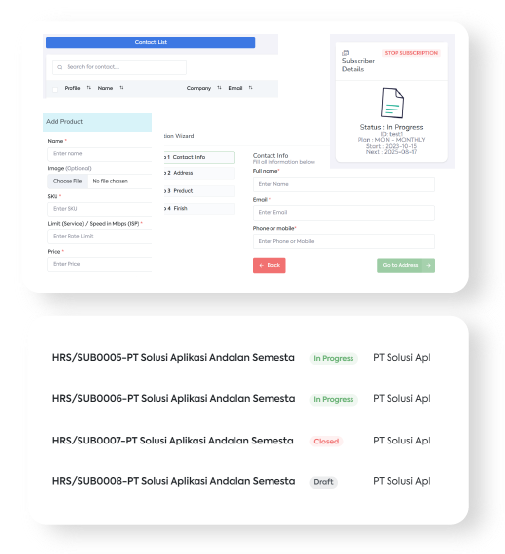 Contact List
Search for contact...
Profile Name Company Email
STOP SUBSCRIPTION
Subscriber
Details
Status : In Progress
ID: test1
Plan : MON - MONTHLY
Start : 2023-10-15
Next : 2025-08-17
Add Product
Name *
Enter name
Image (Optional)
Choose File No file chosen
SKU *
Enter SKU
Limit (Service) / Speed in Mbps (ISP) *
Enter Rate Limit
Price *
Enter Price
tion Wizard
p 1 Contact Info
p 2 Address
p 3 Product
p 4 Finish
Contact Info
Fill all information below
Full name*
Enter Name
Email *
Enter Email
Phone or mobile*
Enter Phone or Mobile
← Back
Go to Address →
HRS/SUB0005-PT Solusi Aplikasi Andalan Semesta In Progress PT Solusi Apl
HRS/SUB0006-PT Solusi Aplikasi Andalan Semesta In Progress PT Solusi Apl
HRS/SUB0007-PT Solusi Aplikasi Andalan Semesta Closed PT Solusi Apl
HRS/SUB0008-PT Solusi Aplikasi Andalan Semesta Draft PT Solusi Apl